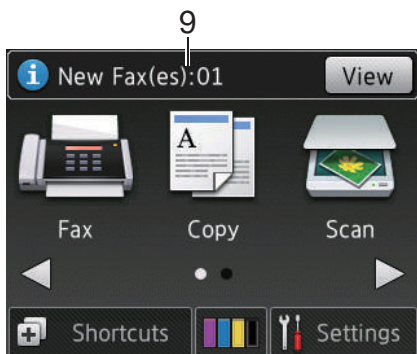 9
New Fax(es):01 View
A
Fax Copy Scan
Shortcuts Settings